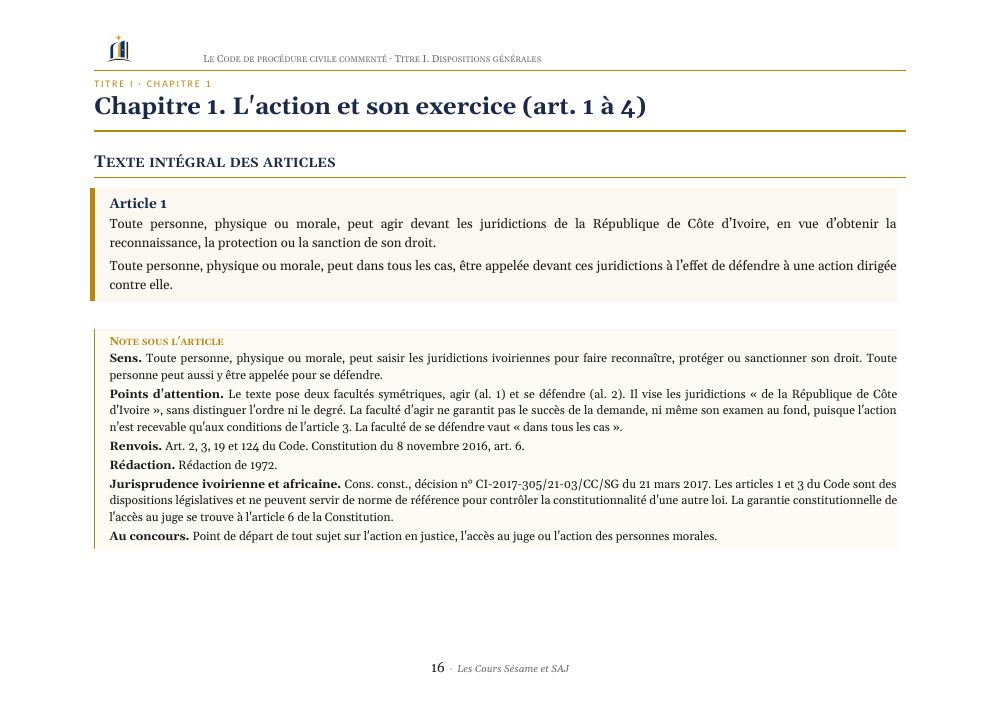 Le Code de procédure civile commenté · Titre I. Dispositions générales
TITRE I · CHAPITRE 1
Chapitre 1. L'action et son exercice (art. 1 à 4)
Texte intégral des articles
Article 1
Toute personne, physique ou morale, peut agir devant les juridictions de la République de Côte d’Ivoire, en vue d’obtenir la
reconnaissance, la protection ou la sanction de son droit.
Toute personne, physique ou morale, peut dans tous les cas, être appelée devant ces juridictions à l’effet de défendre à une action dirigée
contre elle.
Note sous l'article
Sens. Toute personne, physique ou morale, peut saisir les juridictions ivoiriennes pour faire reconnaître, protéger ou sanctionner son droit. Toute
personne peut aussi y être appelée pour se défendre.
Points d'attention. Le texte pose deux facultés symétriques, agir (al. 1) et se défendre (al. 2). Il vise les juridictions « de la République de Côte
d'Ivoire », sans distinguer l'ordre ni le degré. La faculté d'agir ne garantit pas le succès de la demande, ni même son examen au fond, puisque l'action
n'est recevable qu'aux conditions de l'article 3. La faculté de se défendre vaut « dans tous les cas ».
Renvois. Art. 2, 3, 19 et 124 du Code. Constitution du 8 novembre 2016, art. 6.
Rédaction. Rédaction de 1972.
Jurisprudence ivoirienne et africaine. Cons. const., décision n° CI-2017-305/21-03/CC/SG du 21 mars 2017. Les articles 1 et 3 du Code sont des
dispositions législatives et ne peuvent servir de norme de référence pour contrôler la constitutionnalité d'une autre loi. La garantie constitutionnelle de
l'accès au juge se trouve à l'article 6 de la Constitution.
Au concours. Point de départ de tout sujet sur l'action en justice, l'accès au juge ou l'action des personnes morales.
16 · Les Cours Sésame et SAJ